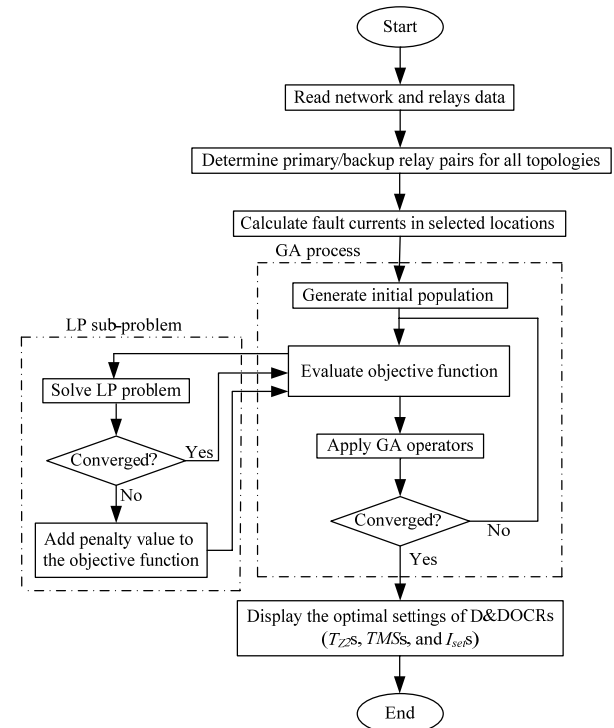 Start
Read network and relays data
Determine primary/backup relay pairs for all topologies
Calculate fault currents in selected locations
GA process
Generate initial population
LP sub-problem
Evaluate objective function
Solve LP problem
Apply GA operators
Converged?
Yes
No
Add penalty value to
the objective function
Converged?
No
Yes
Display the optimal settings of D&DOCRs
(TZ2s, TMSs, and Isets)
End